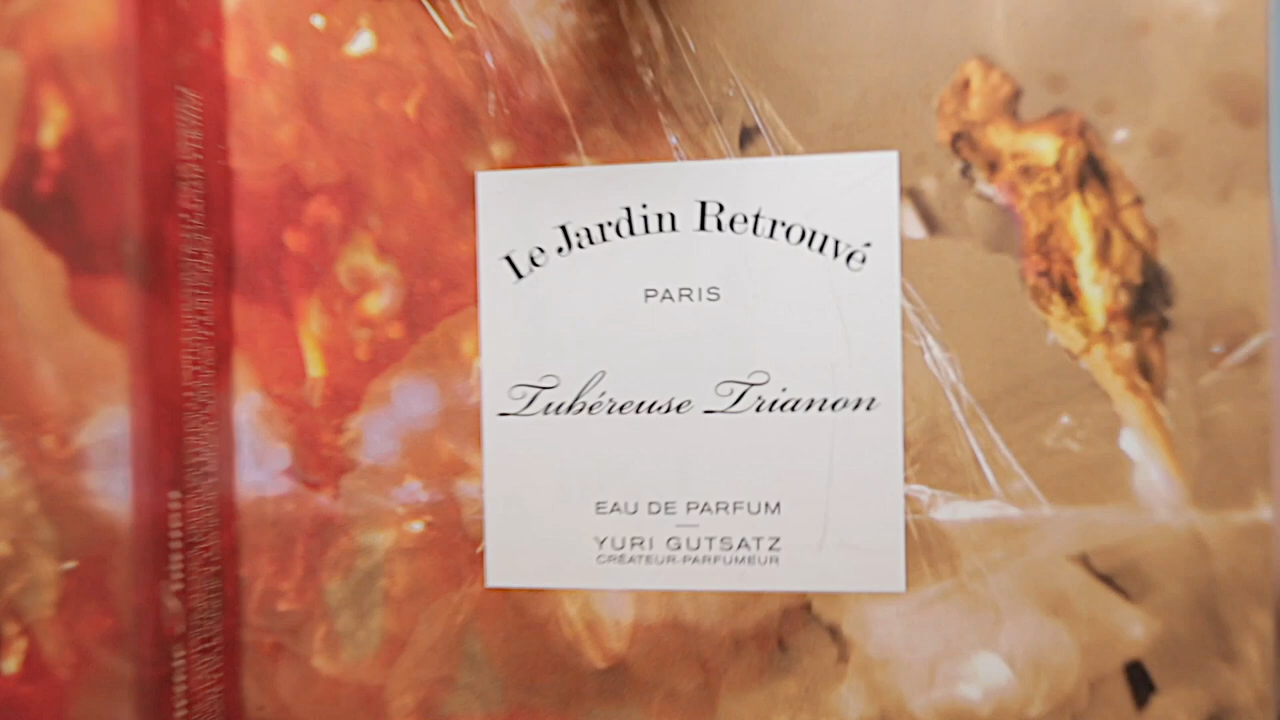 Le Jardin Retrouvé
PARIS
Tubéreuse Trianon
EAU DE PARFUM
YURI GUTSATZ
CRÉATEUR-PARFUMEUR